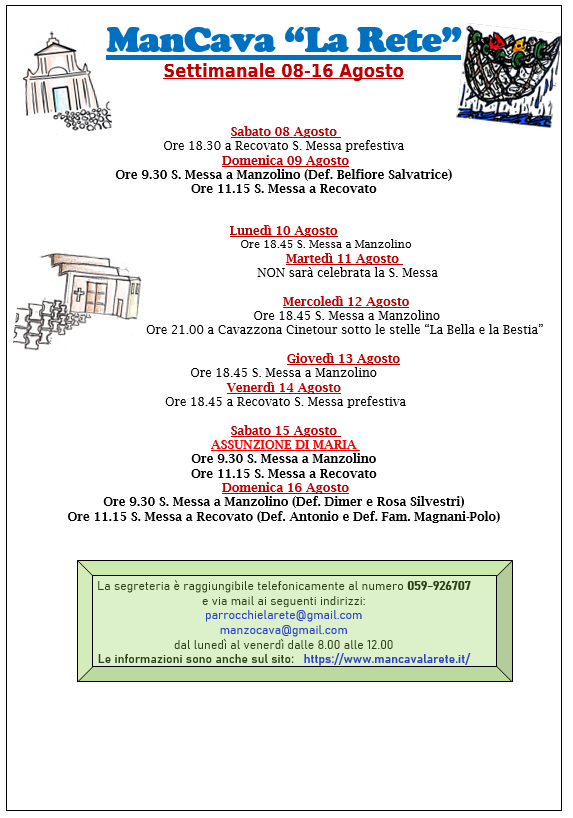 ManCava “La Rete”
Settimanale 08-16 Agosto
Sabato 08 Agosto
Ore 18.30 a Recovato S. Messa prefestiva
Domenica 09 Agosto
Ore 9.30 S. Messa a Manzolino (Def. Belfiore Salvatrice)
Ore 11.15 S. Messa a Recovato
Lunedì 10 Agosto
Ore 18.45 S. Messa a Manzolino
Martedì 11 Agosto
NON sarà celebrata la S. Messa
Mercoledì 12 Agosto
Ore 18.45 S. Messa a Manzolino
Ore 21.00 a Cavazzona Cinetour sotto le stelle “La Bella e la Bestia”
Giovedì 13 Agosto
Ore 18.45 S. Messa a Manzolino
Venerdì 14 Agosto
Ore 18.45 a Recovato S. Messa prefestiva
Sabato 15 Agosto
ASSUNZIONE DI MARIA
Ore 9.30 S. Messa a Manzolino
Ore 11.15 S. Messa a Recovato
Domenica 16 Agosto
Ore 9.30 S. Messa a Manzolino (Def. Dimer e Rosa Silvestri)
Ore 11.15 S. Messa a Recovato (Def. Antonio e Def. Fam. Magnani-Polo)
La segreteria è raggiungibile telefonicamente al numero 059-926707
e via mail ai seguenti indirizzi:
parrocchielarete@gmail.com
manzocava@gmail.com
dal lunedì al venerdì dalle 8.00 alle 12.00
Le informazioni sono anche sul sito: https://www.mancavalarete.it/